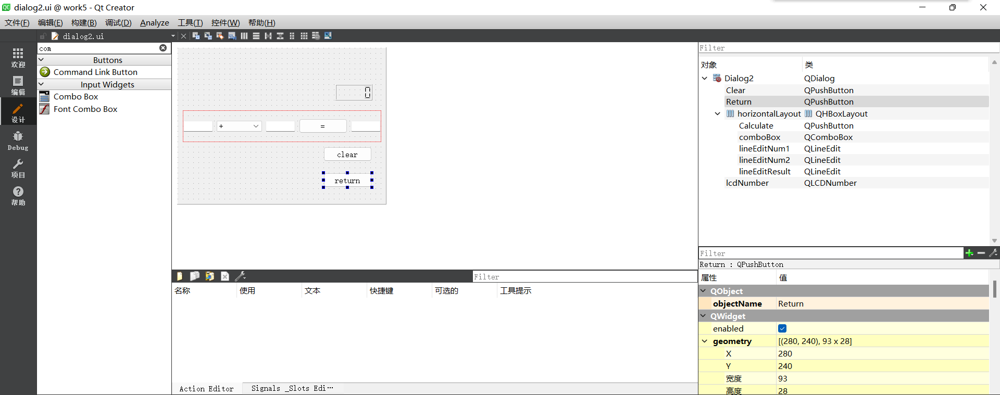 dialog2.ui @ work5 - Qt Creator
文件(F) 编辑(E) 构建(B) 调试(D) Analyze 工具(T) 控件(W) 帮助(H)
dialog2.ui
欢迎
编辑
设计
Debug
项目
帮助
com
Buttons
Command Link Button
Input Widgets
Combo Box
Font Combo Box
0
+ =
clear
return
Filter
名称 使用 文本 快捷键 可选的 工具提示
Action Editor Signals _Slots Edi…
Filter
对象 类
Dialog2 QDialog
Clear QPushButton
Return QPushButton
horizontalLayout QHBoxLayout
Calculate QPushButton
comboBox QComboBox
lineEditNum1 QLineEdit
lineEditNum2 QLineEdit
lineEditResult QLineEdit
lcdNumber QLCDNumber
Filter
Return : QPushButton
属性 值
QObject
objectName Return
QWidget
enabled
geometry [(280, 240), 93 x 28]
X 280
Y 240
宽度 93
高度 28